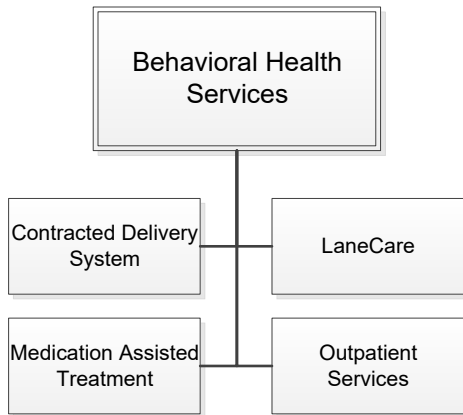 Behavioral Health
Services
Contracted Delivery
System
LaneCare
Medication Assisted
Treatment
Outpatient
Services